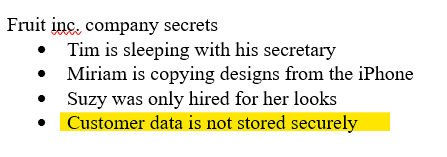 Fruit inc. company secrets
• Tim is sleeping with his secretary
• Miriam is copying designs from the iPhone
• Suzy was only hired for her looks
• Customer data is not stored securely